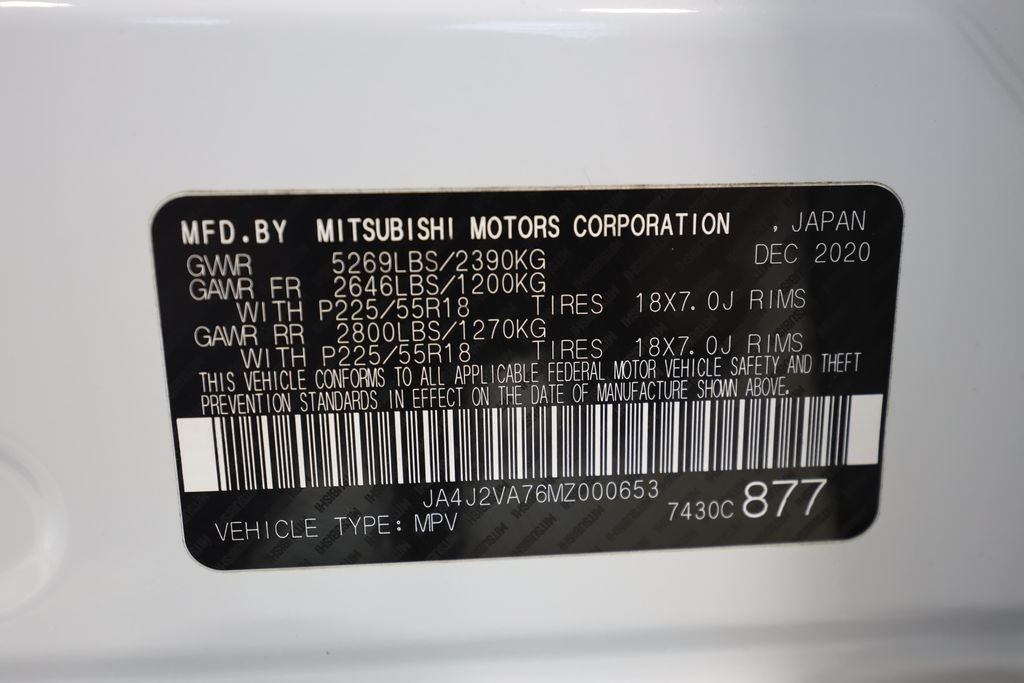 MFD.BY MITSUBISHI MOTORS CORPORATION , JAPAN
DEC 2020
GVWR 5269LBS/2390KG
GAWR FR 2646LBS/1200KG
WITH P225/55R18 TIRES 18X7.0J RIMS
GAWR RR 2800LBS/1270KG
WITH P225/55R18 TIRES 18X7.0J RIMS
THIS VEHICLE CONFORMS TO ALL APPLICABLE FEDERAL MOTOR VEHICLE SAFETY AND THEFT
PREVENTION STANDARDS IN EFFECT ON THE DATE OF MANUFACTURE SHOWN ABOVE.
JA4J2VA76MZ000653
7430C 877
VEHICLE TYPE: MPV